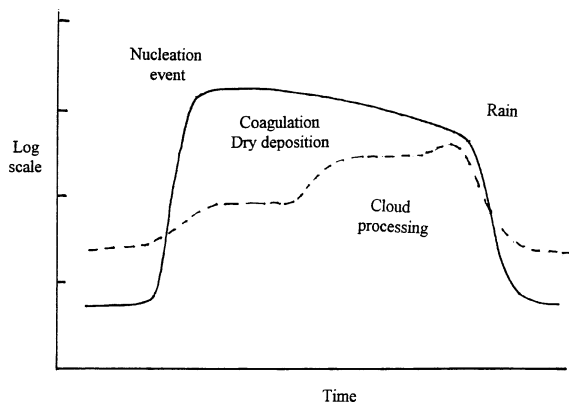 Nucleation
event
Coagulation
Dry deposition
Rain
Log
scale
Cloud
processing
Time